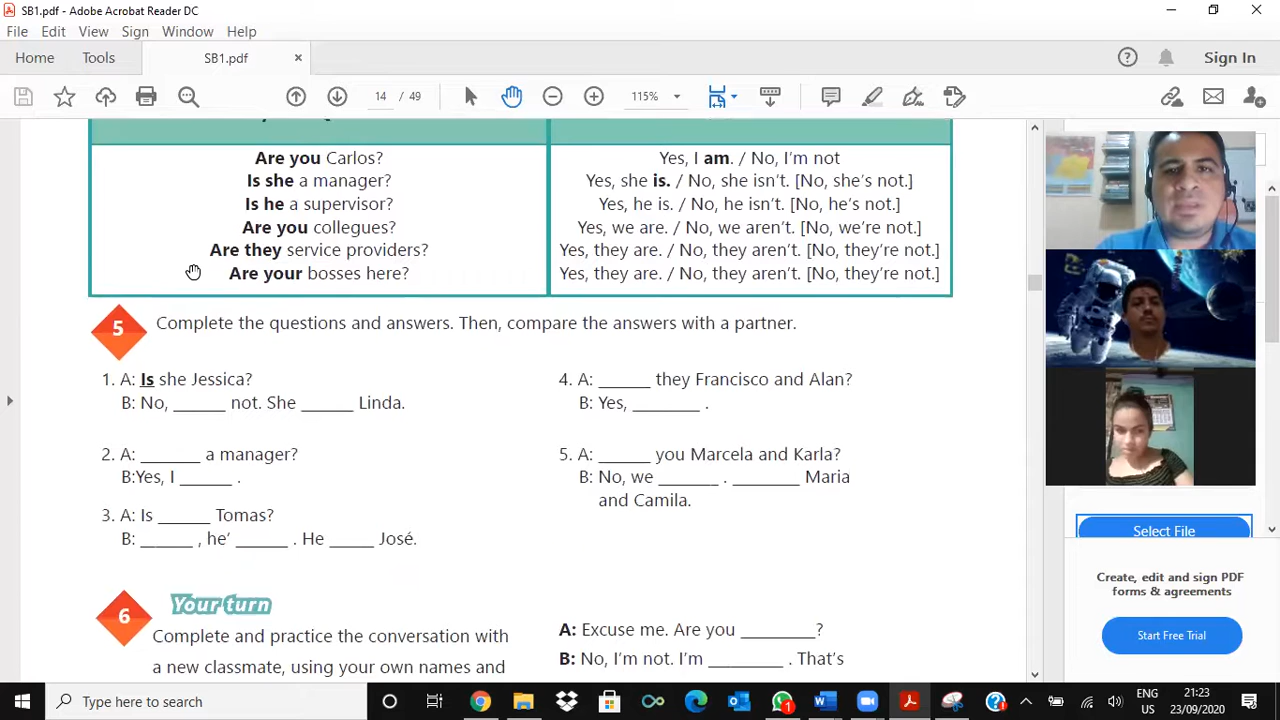 SB1.pdf - Adobe Acrobat Reader DC
File Edit View Sign Window Help
Home Tools SB1.pdf × Sign In
14 / 49 115%
Are you Carlos? Yes, I am. / No, I'm not
Is she a manager? Yes, she is. / No, she isn't. [No, she's not.]
Is he a supervisor? Yes, he is. / No, he isn't. [No, he's not.]
Are you collegues? Yes, we are. / No, we aren't. [No, we're not.]
Are they service providers? Yes, they are. / No, they aren't. [No, they're not.]
Are your bosses here? Yes, they are. / No, they aren't. [No, they're not.]
5 Complete the questions and answers. Then, compare the answers with a partner.
1. A: Is she Jessica?
B: No, ______ not. She ______ Linda.
2. A: _______ a manager?
B:Yes, I ______ .
3. A: Is ______ Tomas?
B: ______ , he' ______ . He _____ José.
4. A: ______ they Francisco and Alan?
B: Yes, ________ .
5. A: ______ you Marcela and Karla?
B: No, we _______ . ________ Maria
and Camila.
6 Your turn
Complete and practice the conversation with
a new classmate, using your own names and
A: Excuse me. Are you _________?
B: No, I'm not. I'm _________ . That's
Select File
Create, edit and sign PDF
forms & agreements
Start Free Trial
Type here to search
ENG
US
21:23
23/09/2020